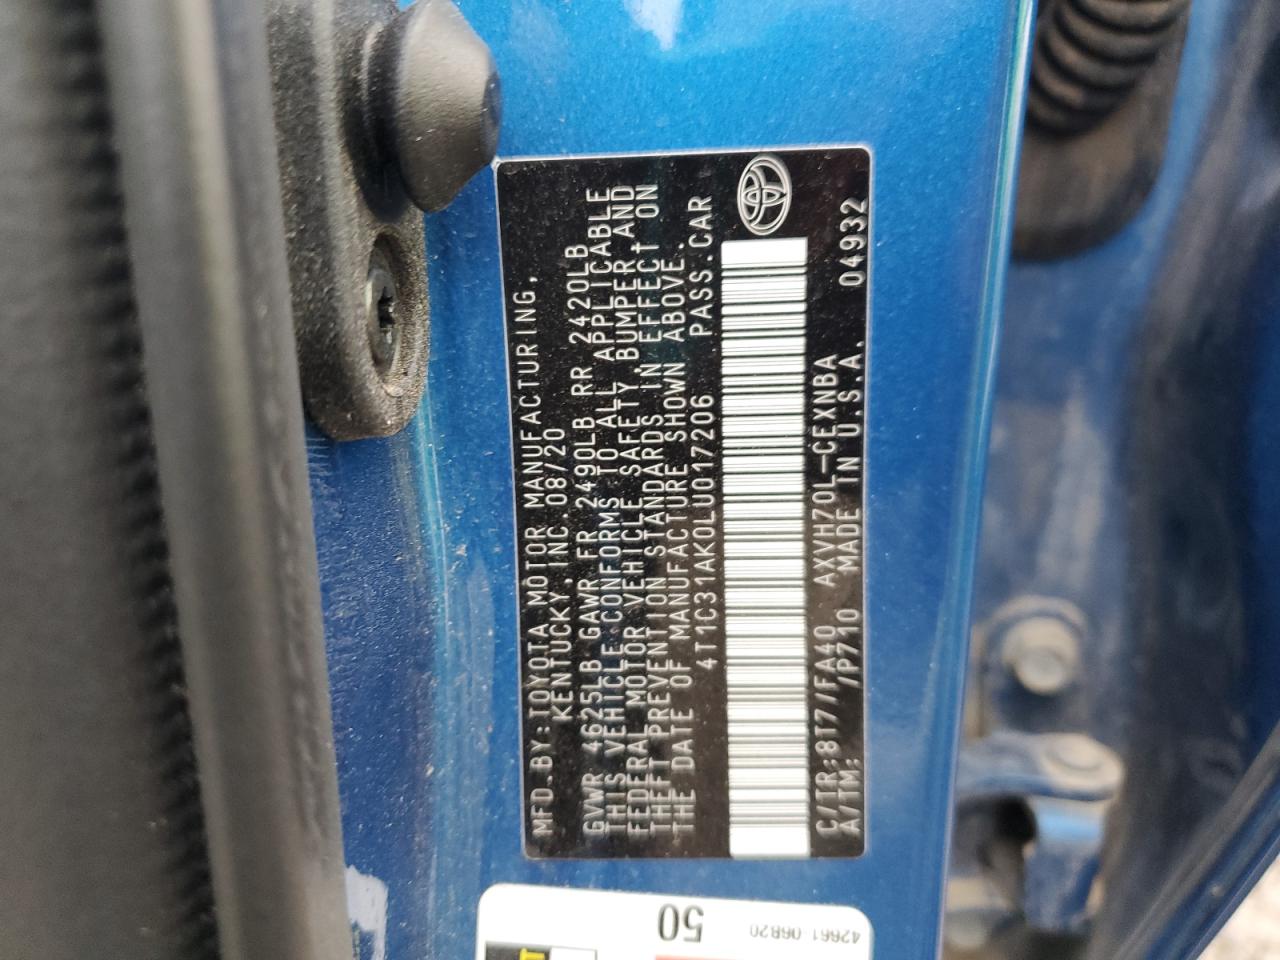 MFD.BY:TOYOTA MOTOR MANUFACTURING,
KENTUCKY, INC 08/20
GVWR 4625LB GAWR FR 2490LB RR 2420LB
THIS VEHICLE CONFORMS TO ALL APPLICABLE
FEDERAL MOTOR VEHICLE SAFETY, BUMPER AND
THEFT PREVENTION STANDARDS IN EFFECT ON
THE DATE OF MANUFACTURE SHOWN ABOVE.
4T1C31AK0LU017206 PASS.CAR
C/TR:8T7/FA40 AXVH70L-CEXNBA
A/TM: /P710 MADE IN U.S.A. 04932
50
42661-06820